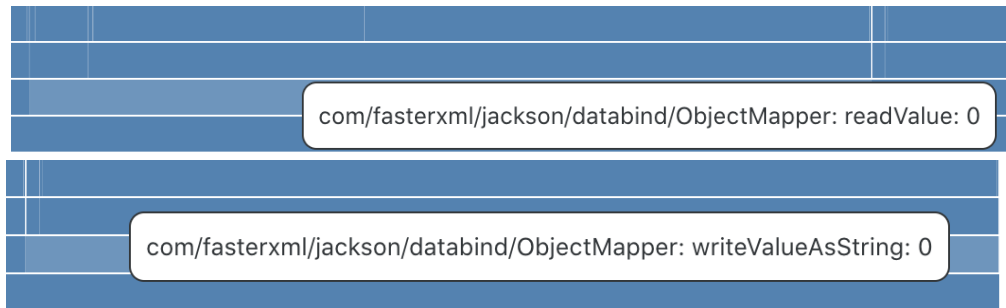 com/fasterxml/jackson/databind/ObjectMapper: readValue: 0
com/fasterxml/jackson/databind/ObjectMapper: writeValueAsString: 0